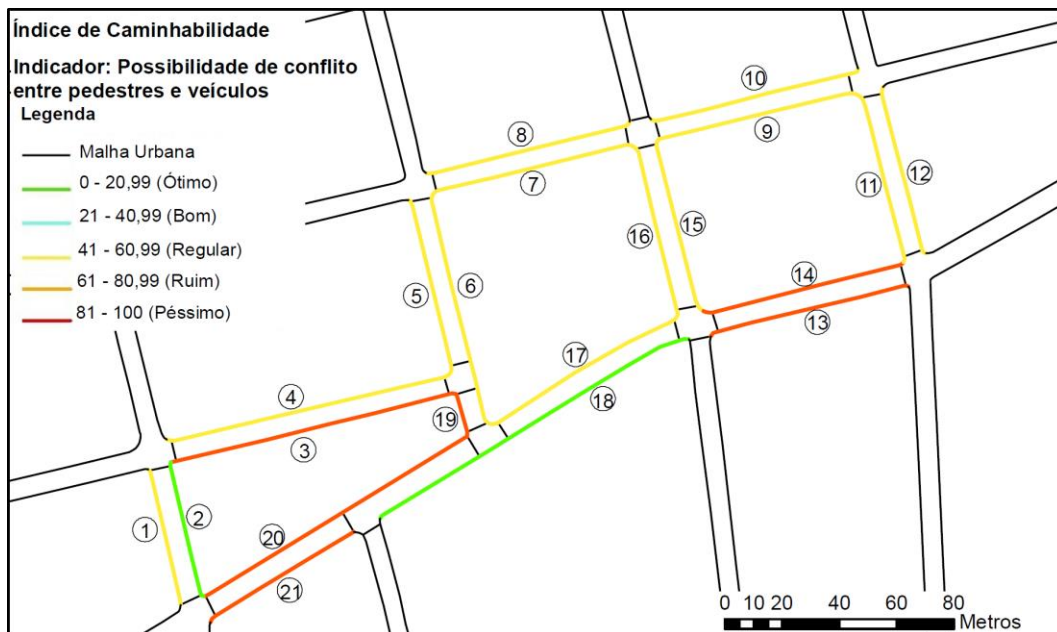 Índice de Caminhabilidade
Indicador: Possibilidade de conflito
entre pedestres e veículos
Legenda
Malha Urbana
0 - 20,99 (Ótimo)
21 - 40,99 (Bom)
41 - 60,99 (Regular)
61 - 80,99 (Ruim)
81 - 100 (Péssimo)
10
8
9
7
12
11
15
16
5
6
14
13
17
4
18
19
3
2
1
20
21
0 10 20 40 60 80
Metros